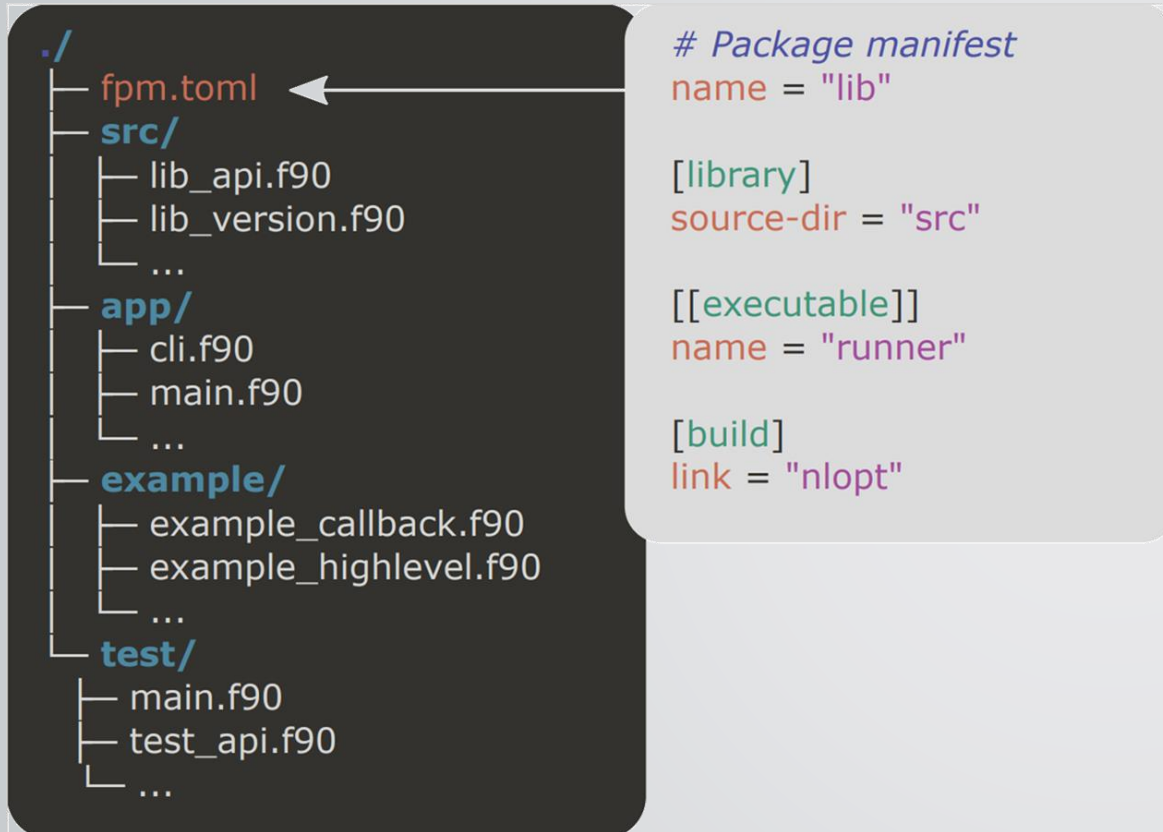 ./
├─ fpm.toml
├─ src/
│ ├─ lib_api.f90
│ ├─ lib_version.f90
│ └─ ...
├─ app/
│ ├─ cli.f90
│ ├─ main.f90
│ └─ ...
├─ example/
│ ├─ example_callback.f90
│ ├─ example_highlevel.f90
│ └─ ...
└─ test/
├─ main.f90
├─ test_api.f90
└─ ...
# Package manifest
name = "lib"
[library]
source-dir = "src"
[[executable]]
name = "runner"
[build]
link = "nlopt"